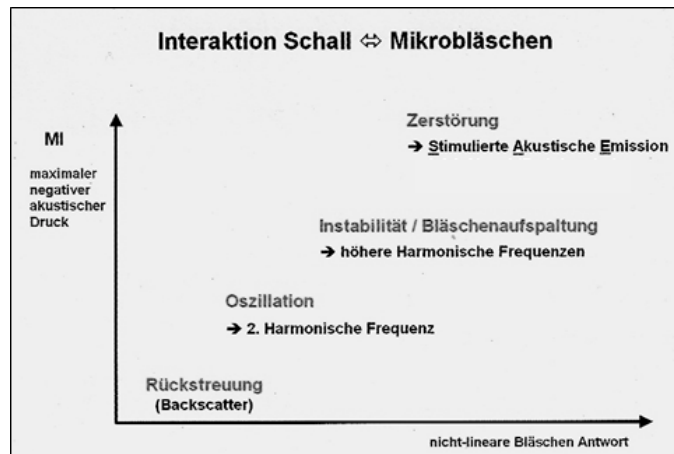 Interaktion Schall ⇔ Mikrobläschen
MI
maximaler
negativer
akustischer
Druck
Zerstörung
➔ Stimulierte Akustische Emission
Instabilität / Bläschenaufspaltung
➔ höhere Harmonische Frequenzen
Oszillation
➔ 2. Harmonische Frequenz
Rückstreuung
(Backscatter)
nicht-lineare Bläschen Antwort